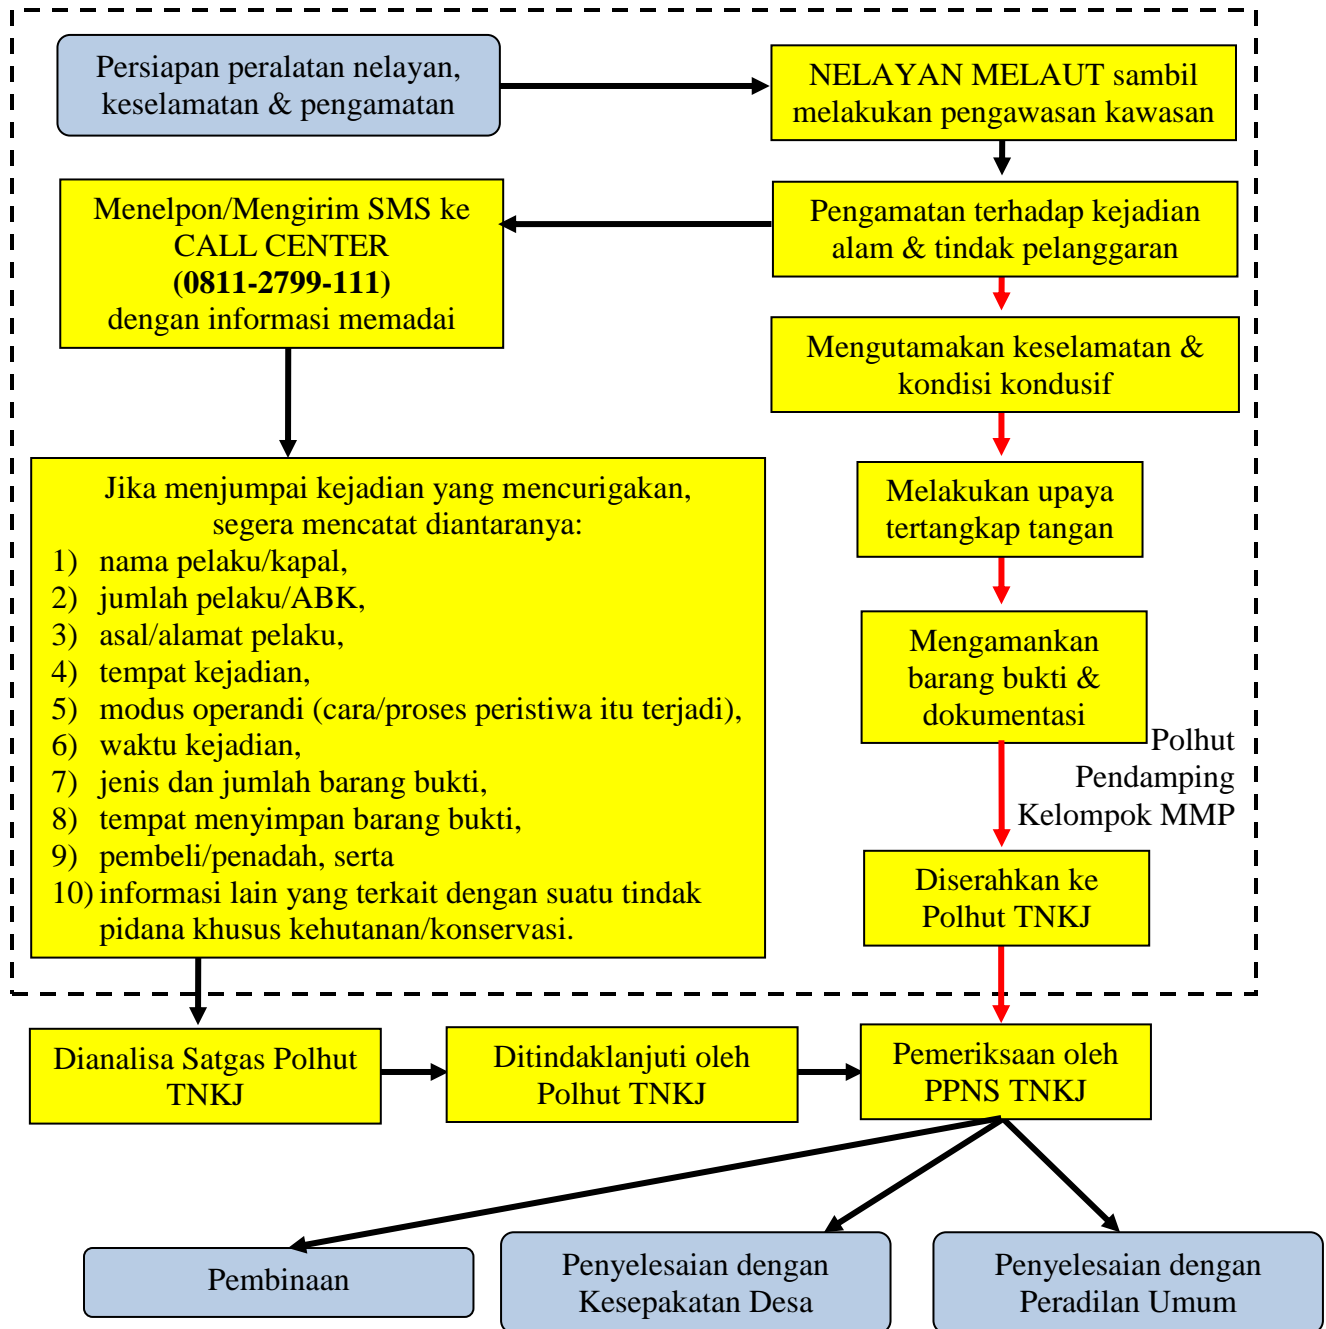 Persiapan peralatan nelayan,
keselamatan & pengamatan
NELAYAN MELAUT sambil
melakukan pengawasan kawasan
Menelpon/Mengirim SMS ke
CALL CENTER
(0811-2799-111)
dengan informasi memadai
Pengamatan terhadap kejadian
alam & tindak pelanggaran
Mengutamakan keselamatan &
kondisi kondusif
Jika menjumpai kejadian yang mencurigakan,
segera mencatat diantaranya:
1) nama pelaku/kapal,
2) jumlah pelaku/ABK,
3) asal/alamat pelaku,
4) tempat kejadian,
5) modus operandi (cara/proses peristiwa itu terjadi),
6) waktu kejadian,
7) jenis dan jumlah barang bukti,
8) tempat menyimpan barang bukti,
9) pembeli/penadah, serta
10) informasi lain yang terkait dengan suatu tindak
pidana khusus kehutanan/konservasi.
Melakukan upaya
tertangkap tangan
Mengamankan
barang bukti &
dokumentasi
Polhut
Pendamping
Kelompok MMP
Diserahkan ke
Polhut TNKJ
Dianalisa Satgas Polhut
TNKJ
Ditindaklanjuti oleh
Polhut TNKJ
Pemeriksaan oleh
PPNS TNKJ
Pembinaan
Penyelesaian dengan
Kesepakatan Desa
Penyelesaian dengan
Peradilan Umum